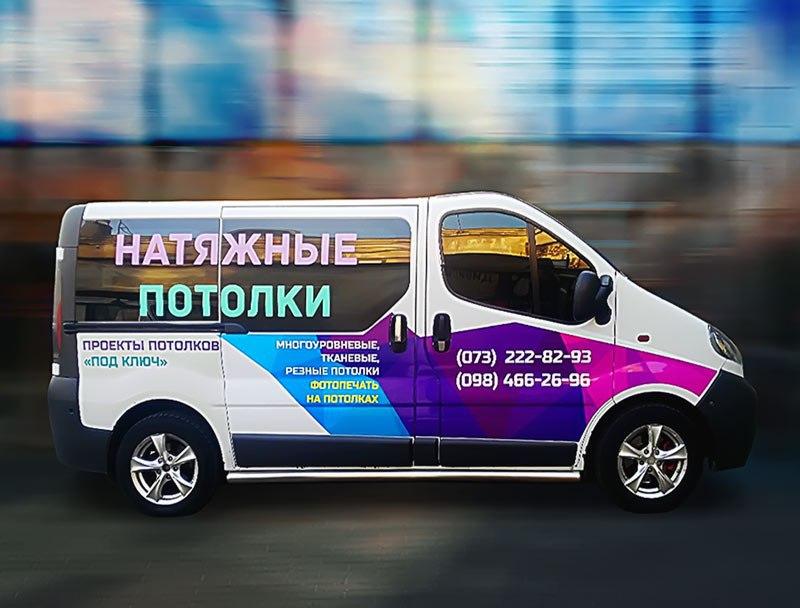 НАТЯЖНЫЕ
ПОТОЛКИ
ПРОЕКТЫ ПОТОЛКОВ
«ПОД КЛЮЧ»
МНОГОУРОВНЕВЫЕ,
ТКАНЕВЫЕ,
РЕЗНЫЕ ПОТОЛКИ
ФОТОПЕЧАТЬ
НА ПОТОЛКАХ
(073) 222-82-93
(098) 466-26-96